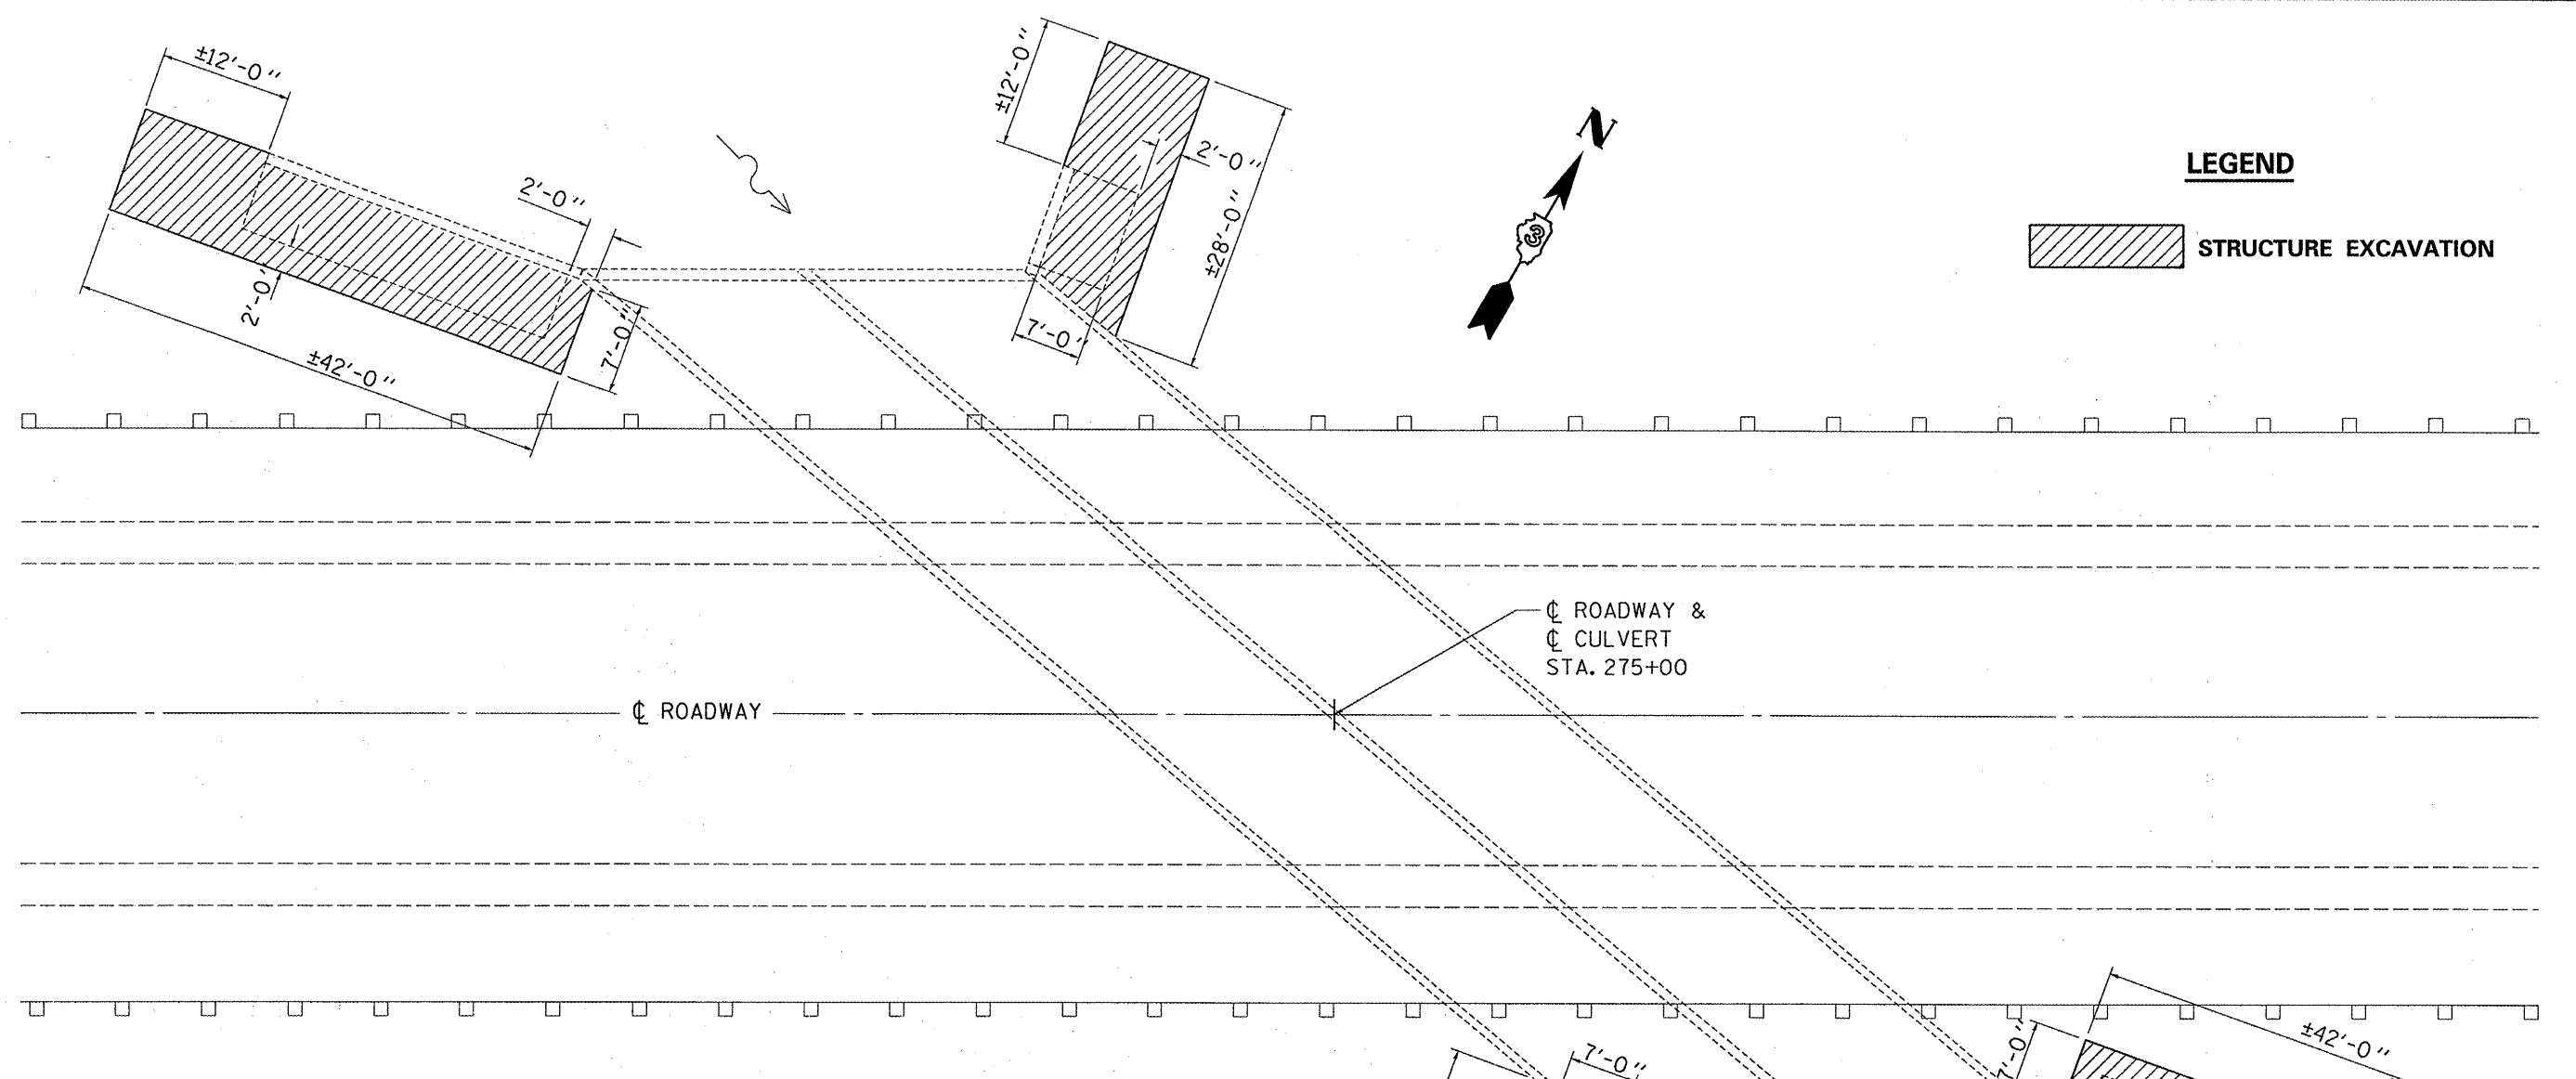 ±12'-0"
±12'-0"
N
3
2'-0"
LEGEND
2'-0"
±28'-0"
STRUCTURE EXCAVATION
2'-0"
7'-0"
7'-0'
±42'-0"
℄ ROADWAY &
℄ CULVERT
STA. 275+00
℄ ROADWAY
7'-0"
7'-0"
±42'-0"